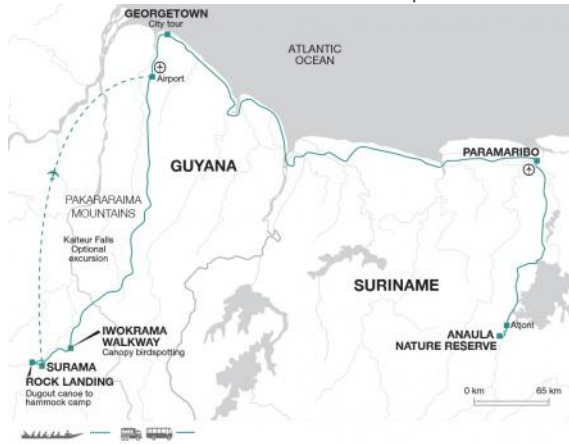 GEORGETOWN
City tour
ATLANTIC
OCEAN
Airport
PARAMARIBO
GUYANA
PAKARARAIMA
MOUNTAINS
Kaiteur Falls
Optional
excursion
SURINAME
IWOKRAMA
WALKWAY
Canopy birdspotting
Atjoni
ANAULA
NATURE RESERVE
SURAMA
ROCK LANDING
Dugout canoe to
hammock camp
0 km 65 km